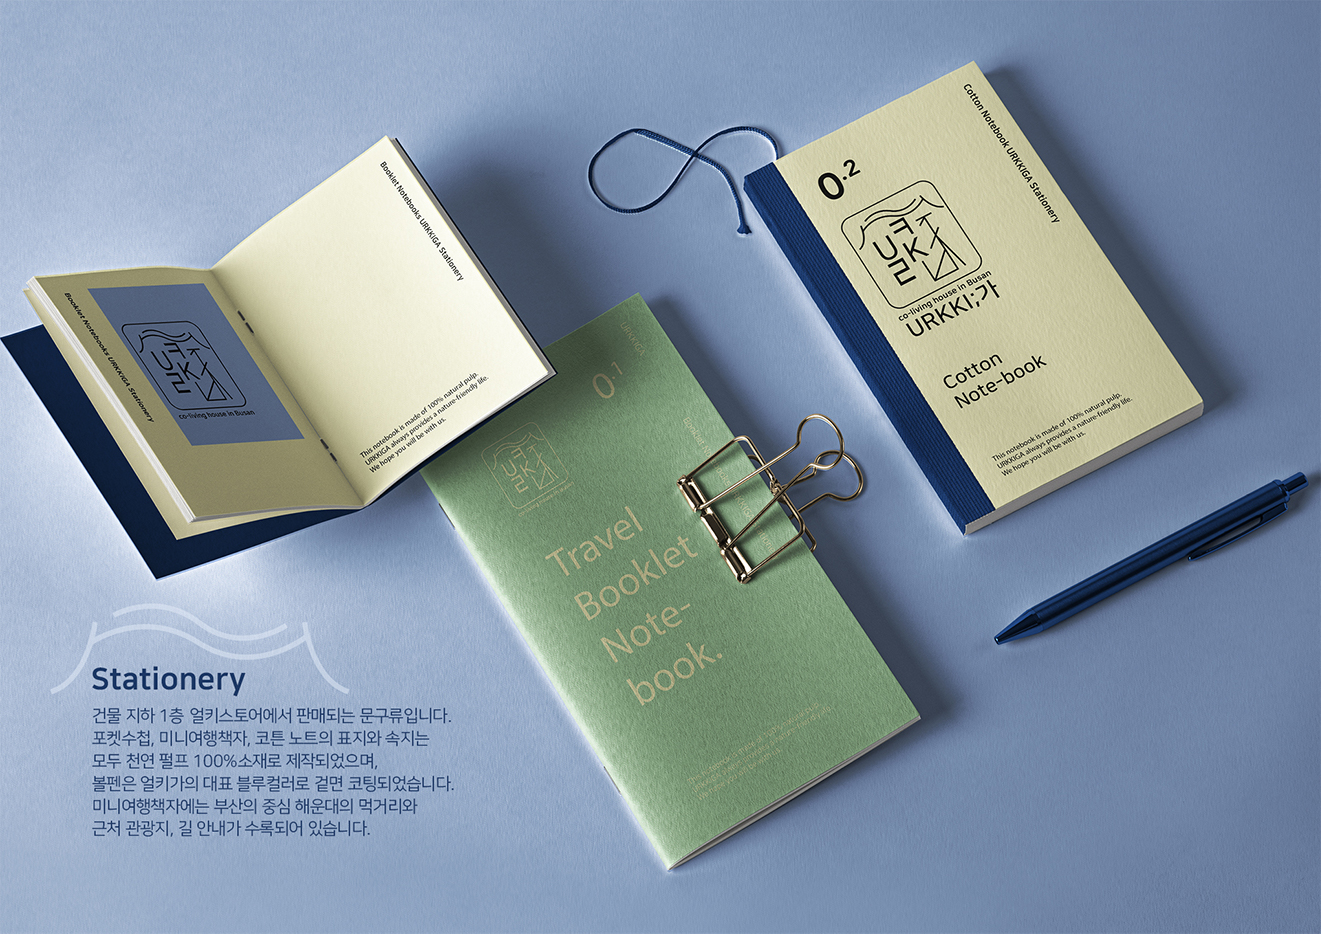 Booklet Notebooks URKKIGA Stationery
co-living house in Busan
Booklet Notebooks URKKIGA Stationery
This notebook is made of 100% natural pulp,
URKKIGA always provides a nature-friendly life.
We hope you will be with us.
0.1
URKKIGA
Travel
Booklet
Note-
book.
Cotton Notebook URKKIGA Stationery
0.2
co-living house in Busan
URKKI;가
Cotton
Note-book
This notebook is made of 100% natural pulp,
URKKIGA always provides a nature-friendly life.
We hope you will be with us.
Stationery
건물 지하 1층 얼키스토어에서 판매되는 문구류입니다.
포켓수첩, 미니여행책자, 코튼 노트의 표지와 속지는
모두 천연 펄프 100%소재로 제작되었으며,
볼펜은 얼키가의 대표 블루컬러로 겉면 코팅되었습니다.
미니여행책자에는 부산의 중심 해운대의 먹거리와
근처 관광지, 길 안내가 수록되어 있습니다.